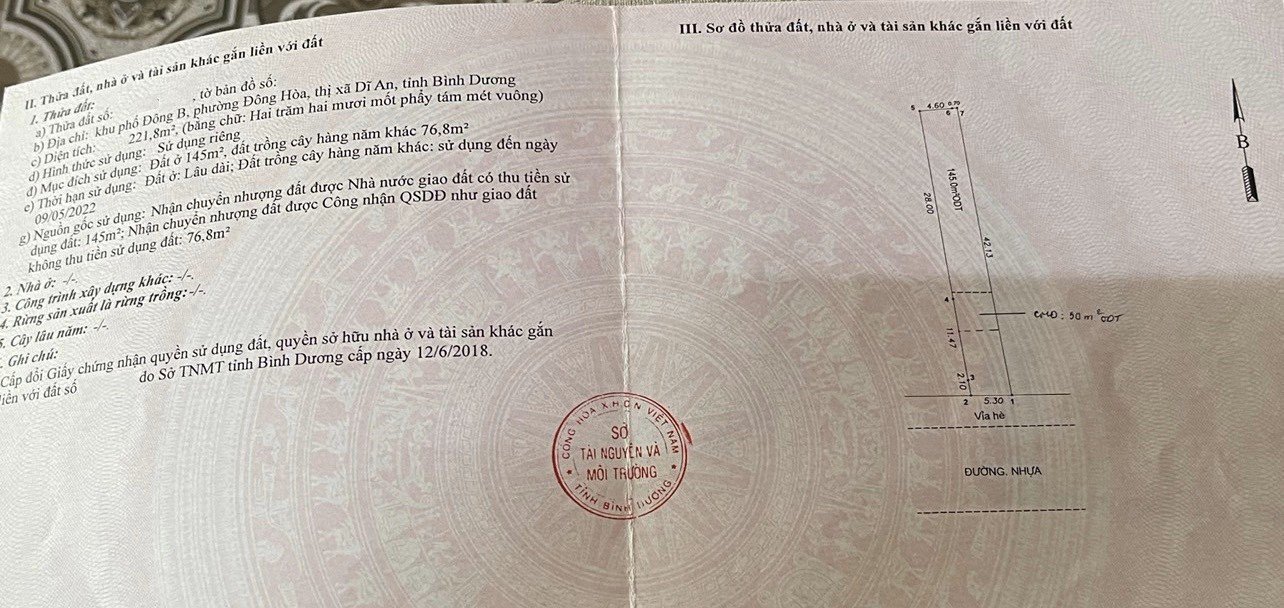 II. Thửa đất, nhà ở và tài sản khác gắn liền với đất
1. Thửa đất:
a) Thửa đất số: , tờ bản đồ số:
b) Địa chỉ: khu phố Đông B, phường Đông Hòa, thị xã Dĩ An, tỉnh Bình Dương
c) Diện tích: 221,8m², (bằng chữ: Hai trăm hai mươi mốt phẩy tám mét vuông)
d) Hình thức sử dụng: Sử dụng riêng
đ) Mục đích sử dụng: Đất ở 145m², đất trồng cây hàng năm khác 76,8m²
e) Thời hạn sử dụng: Đất ở: Lâu dài; Đất trồng cây hàng năm khác: sử dụng đến ngày
09/05/2022
g) Nguồn gốc sử dụng: Nhận chuyển nhượng đất được Nhà nước giao đất có thu tiền sử
dụng đất: 145m²; Nhận chuyển nhượng đất được Công nhận QSDĐ như giao đất
không thu tiền sử dụng đất: 76,8m²
2. Nhà ở: -/-.
3. Công trình xây dựng khác: -/-.
4. Rừng sản xuất là rừng trồng: -/-.
5. Cây lâu năm: -/-.
. Ghi chú:
Cấp đổi Giấy chứng nhận quyền sử dụng đất, quyền sở hữu nhà ở và tài sản khác gắn
liền với đất số do Sở TNMT tỉnh Bình Dương cấp ngày 12/6/2018.
CỘNG HÒA X.H.C.N VIỆT NAM
SỞ
TÀI NGUYÊN VÀ
MÔI TRƯỜNG
TỈNH BÌNH DƯƠNG
III. Sơ đồ thửa đất, nhà ở và tài sản khác gắn liền với đất
B
5 4.60 0.70
6 7
145.0m²ODT
28.00
42.13
4
50m² ODT
11.47
2.10
3
2 5.30 1
Vỉa hè
ĐƯỜNG. NHỰA